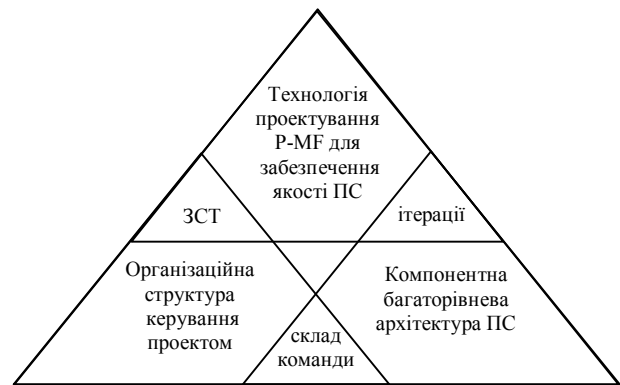 Технологія
проектування
P-MF для
забезпечення
якості ПС
ЗСТ
ітерації
Організаційна
структура
керування
проектом
Компонентна
багаторівнева
архітектура ПС
склад
команди